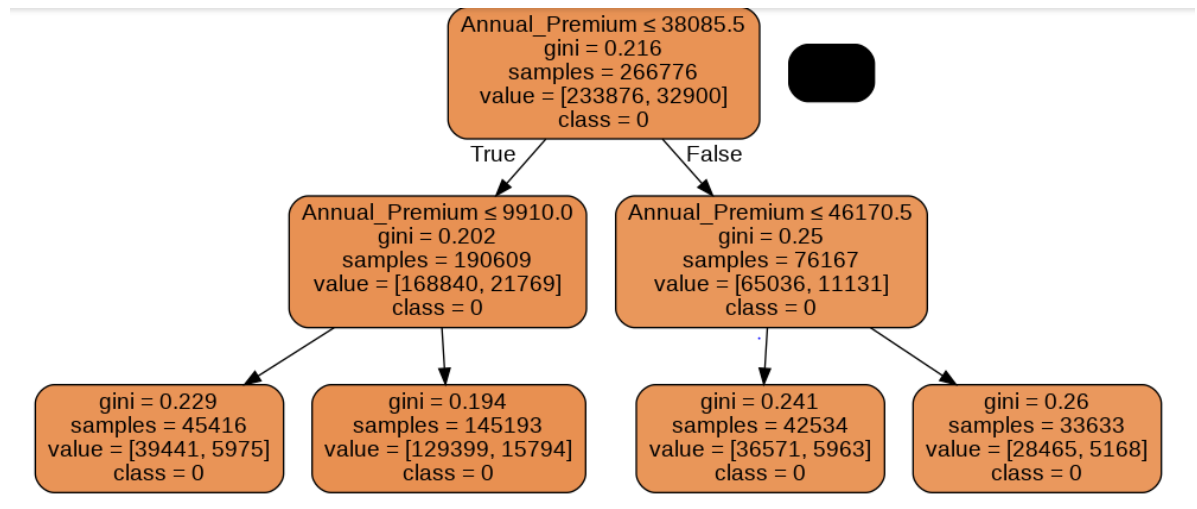 Annual_Premium ≤ 38085.5
gini = 0.216
samples = 266776
value = [233876, 32900]
class = 0
True
False
Annual_Premium ≤ 9910.0
gini = 0.202
samples = 190609
value = [168840, 21769]
class = 0
Annual_Premium ≤ 46170.5
gini = 0.25
samples = 76167
value = [65036, 11131]
class = 0
gini = 0.229
samples = 45416
value = [39441, 5975]
class = 0
gini = 0.194
samples = 145193
value = [129399, 15794]
class = 0
gini = 0.241
samples = 42534
value = [36571, 5963]
class = 0
gini = 0.26
samples = 33633
value = [28465, 5168]
class = 0